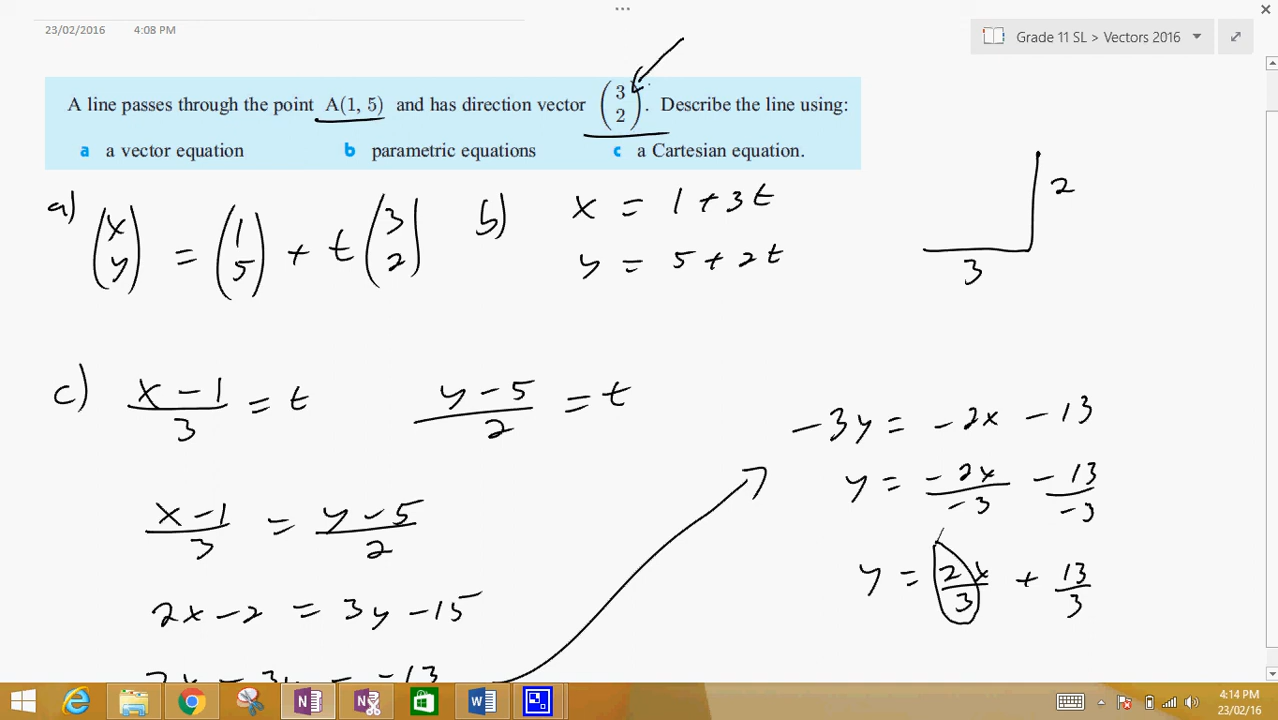 23/02/2016 4:08 PM
Grade 11 SL > Vectors 2016
A line passes through the point A(1, 5) and has direction vector (3 2). Describe the line using:
a a vector equation b parametric equations c a Cartesian equation.
a) (x y) = (1 5) + t (3 2)
b) x = 1 + 3t
y = 5 + 2t
2
3
c) x - 1 / 3 = t y - 5 / 2 = t
x - 1 / 3 = y - 5 / 2
2x - 2 = 3y - 15
2x - 3y = -13
-3y = -2x - 13
y = -2x / -3 - 13 / -3
y = 2x / 3 + 13 / 3
4:14 PM
23/02/16